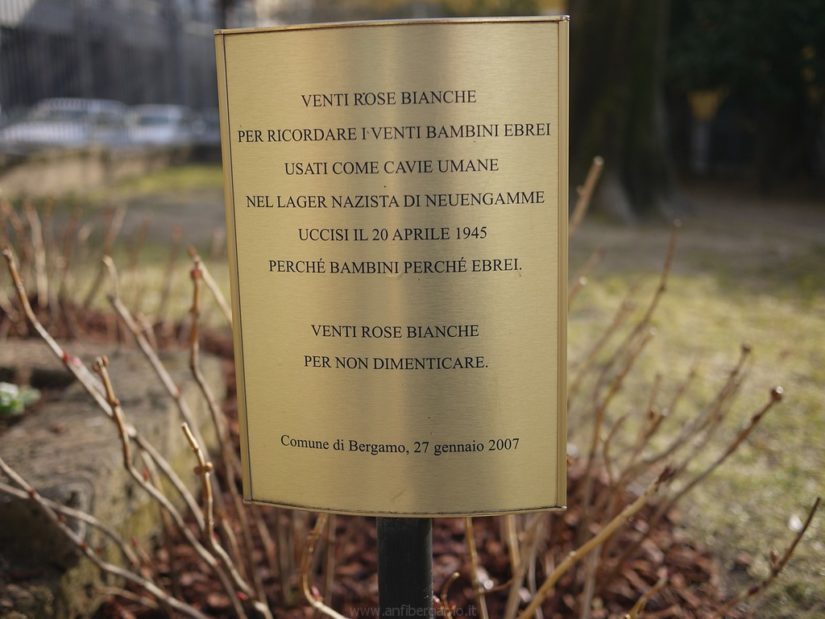 VENTI ROSE BIANCHE
PER RICORDARE I VENTI BAMBINI EBREI
USATI COME CAVIE UMANE
NEL LAGER NAZISTA DI NEUENGAMME
UCCISI IL 20 APRILE 1945
PERCHÉ BAMBINI PERCHÉ EBREI.
VENTI ROSE BIANCHE
PER NON DIMENTICARE.
Comune di Bergamo, 27 gennaio 2007
www.anfibergamo.it